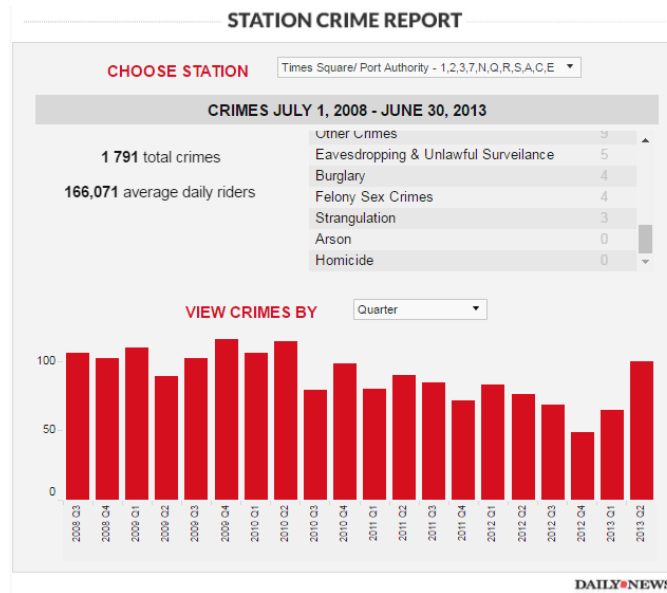 STATION CRIME REPORT
CHOOSE STATION
Times Square/ Port Authority - 1,2,3,7,N,Q,R,S,A,C,E
CRIMES JULY 1, 2008 - JUNE 30, 2013
1 791 total crimes
166,071 average daily riders
Other Crimes 9
Eavesdropping & Unlawful Surveilance 5
Burglary 4
Felony Sex Crimes 4
Strangulation 3
Arson 0
Homicide 0
VIEW CRIMES BY
Quarter
100
50
0
2008 Q3
2008 Q4
2009 Q1
2009 Q2
2009 Q3
2009 Q4
2010 Q1
2010 Q2
2010 Q3
2010 Q4
2011 Q1
2011 Q2
2011 Q3
2011 Q4
2012 Q1
2012 Q2
2012 Q3
2012 Q4
2013 Q1
2013 Q2
DAILY NEWS